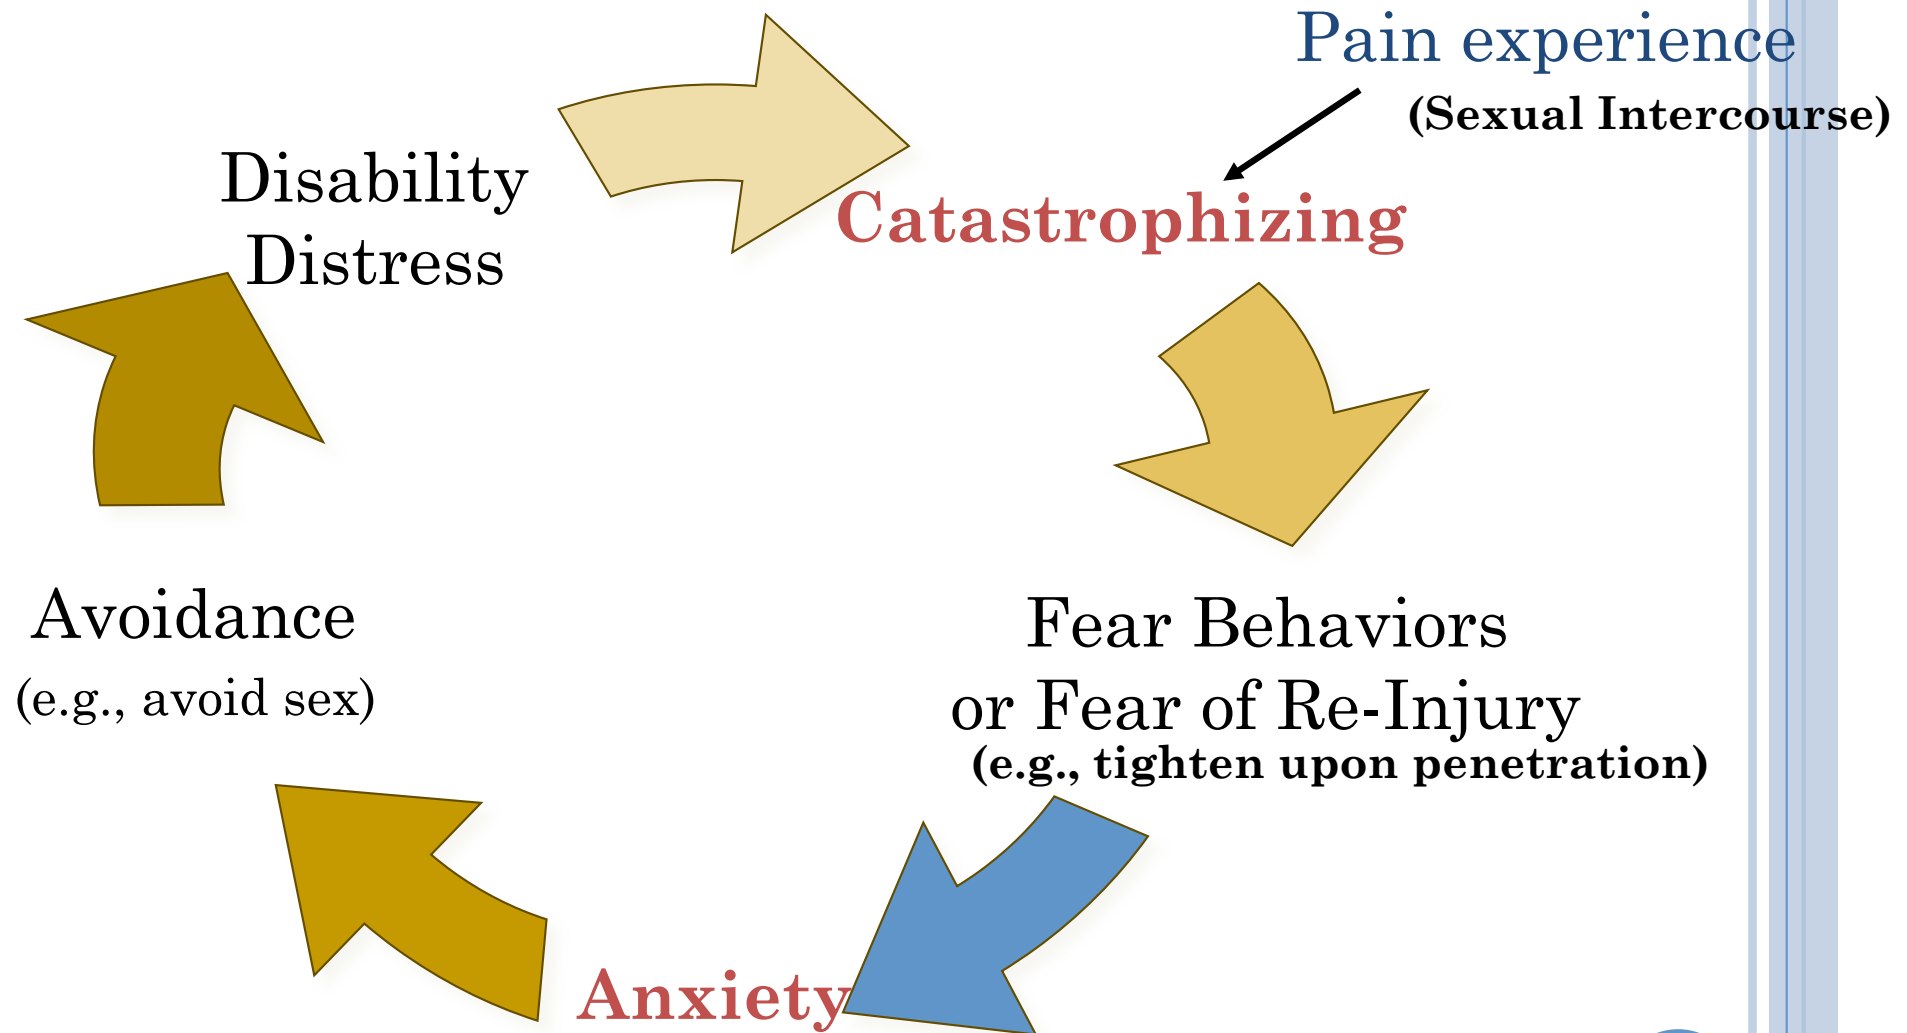 Pain experience
(Sexual Intercourse)
Disability
Distress
Catastrophizing
Avoidance
(e.g., avoid sex)
Fear Behaviors
or Fear of Re-Injury
(e.g., tighten upon penetration)
Anxiety